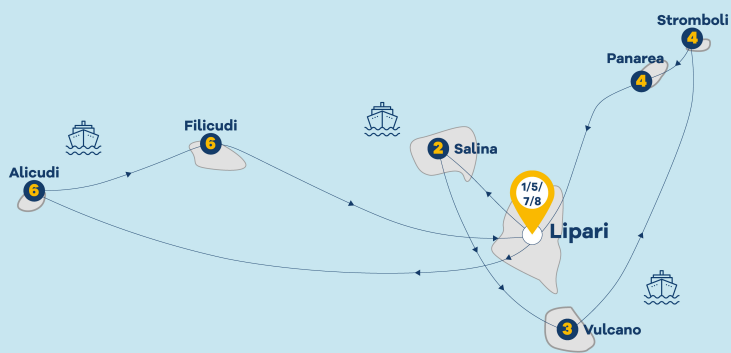 Stromboli
4
Panarea
4
Filicudi
6
Alicudi
6
2 Salina
1/5/
7/8
Lipari
3 Vulcano